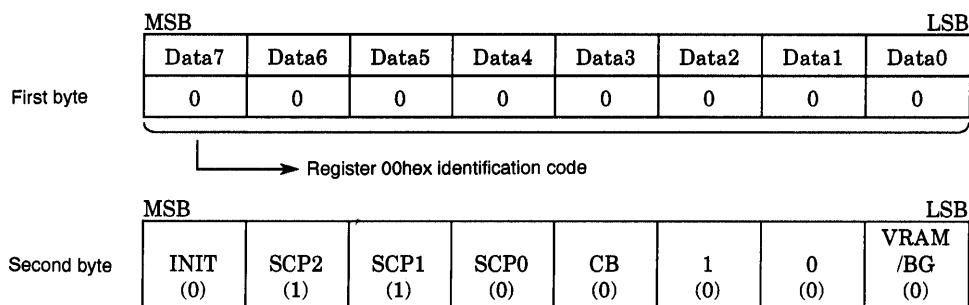 MSB LSB
Data7 Data6 Data5 Data4 Data3 Data2 Data1 Data0
First byte 0 0 0 0 0 0 0 0
Register 00hex identification code
MSB LSB
VRAM
Second byte INIT SCP2 SCP1 SCP0 CB 1 0 /BG
(0) (1) (1) (0) (0) (0) (0) (0)